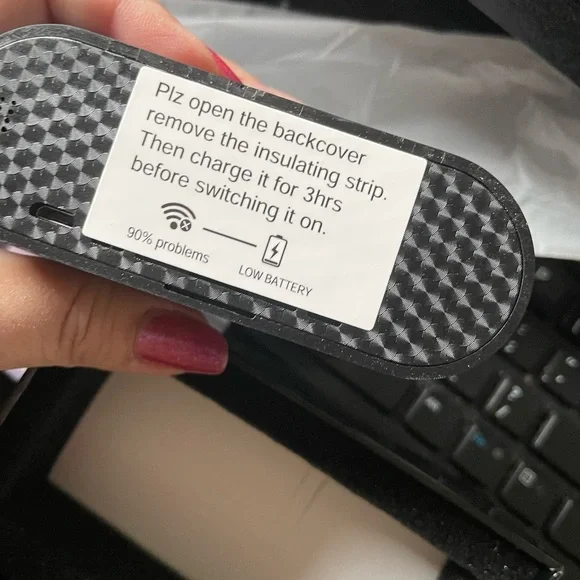 Plz open the backcover
remove the insulating strip.
Then charge it for 3hrs
before switching it on.
90% problems
LOW BATTERY